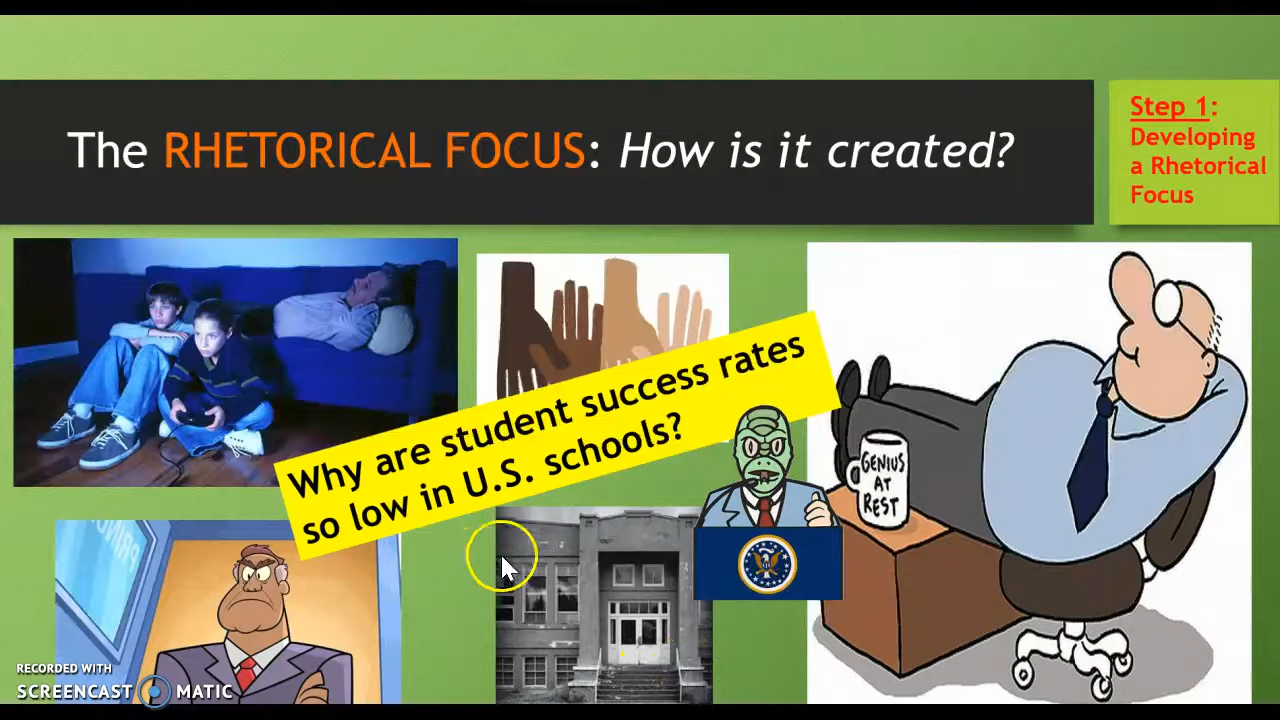 The RHETORICAL FOCUS: How is it created?
Step 1:
Developing
a Rhetorical
Focus
Why are student success rates
so low in U.S. schools?
GENIUS
AT
REST
RECORDED WITH
SCREENCAST MATIC